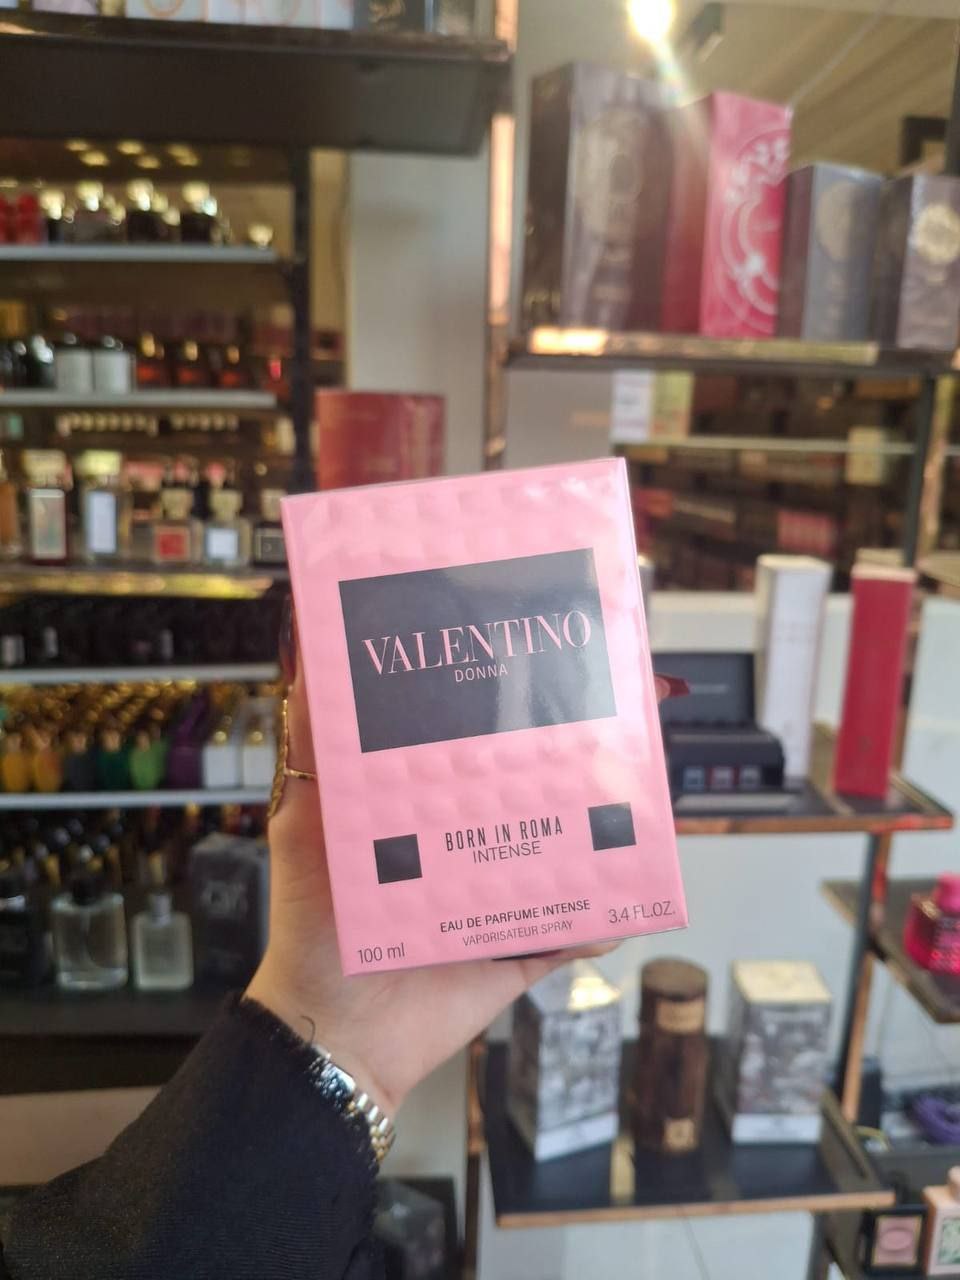 VALENTINO
DONNA
BORN IN ROMA
INTENSE
EAU DE PARFUME INTENSE
VAPORISATEUR SPRAY
100 ml
3.4 FL.OZ.